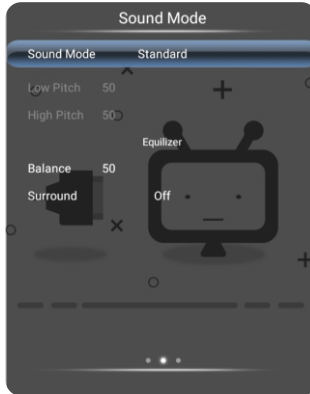 Sound Mode
Sound Mode Standard
Low Pitch 50
High Pitch 50
Equilizer
Balance 50
Surround Off